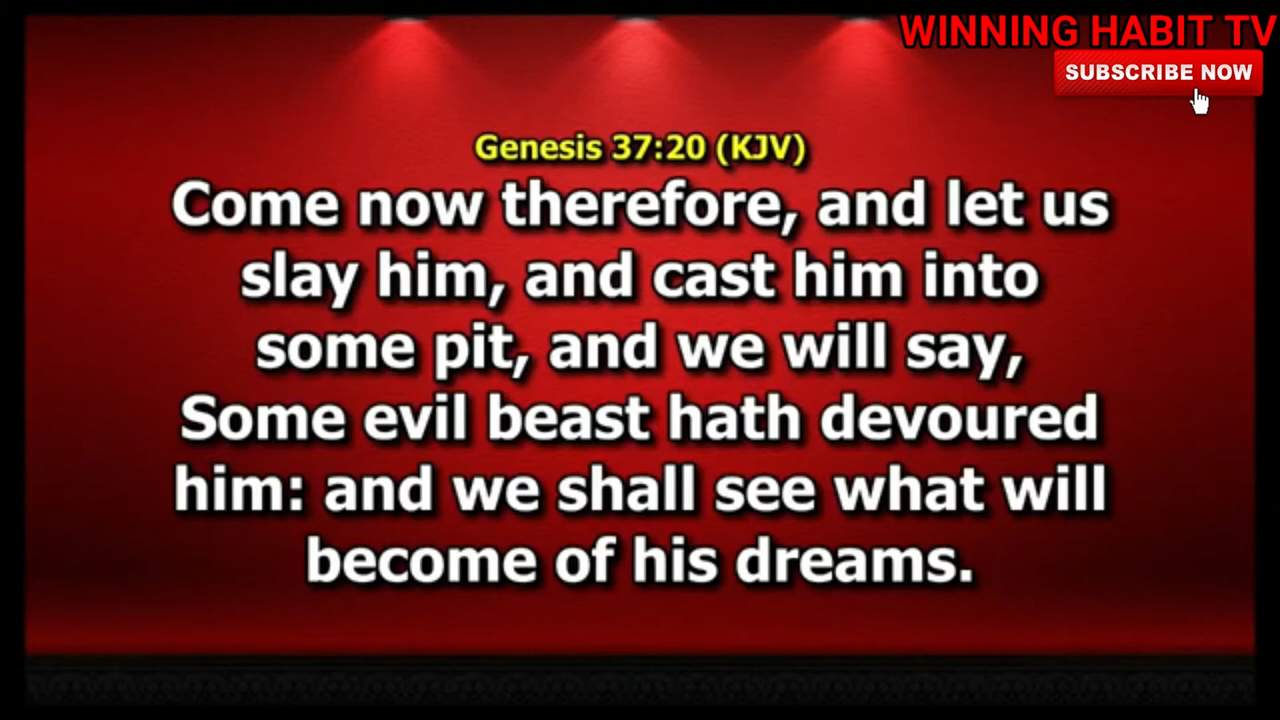 WINNING HABIT TV
SUBSCRIBE NOW
Genesis 37:20 (KJV)
Come now therefore, and let us
slay him, and cast him into
some pit, and we will say,
Some evil beast hath devoured
him: and we shall see what will
become of his dreams.